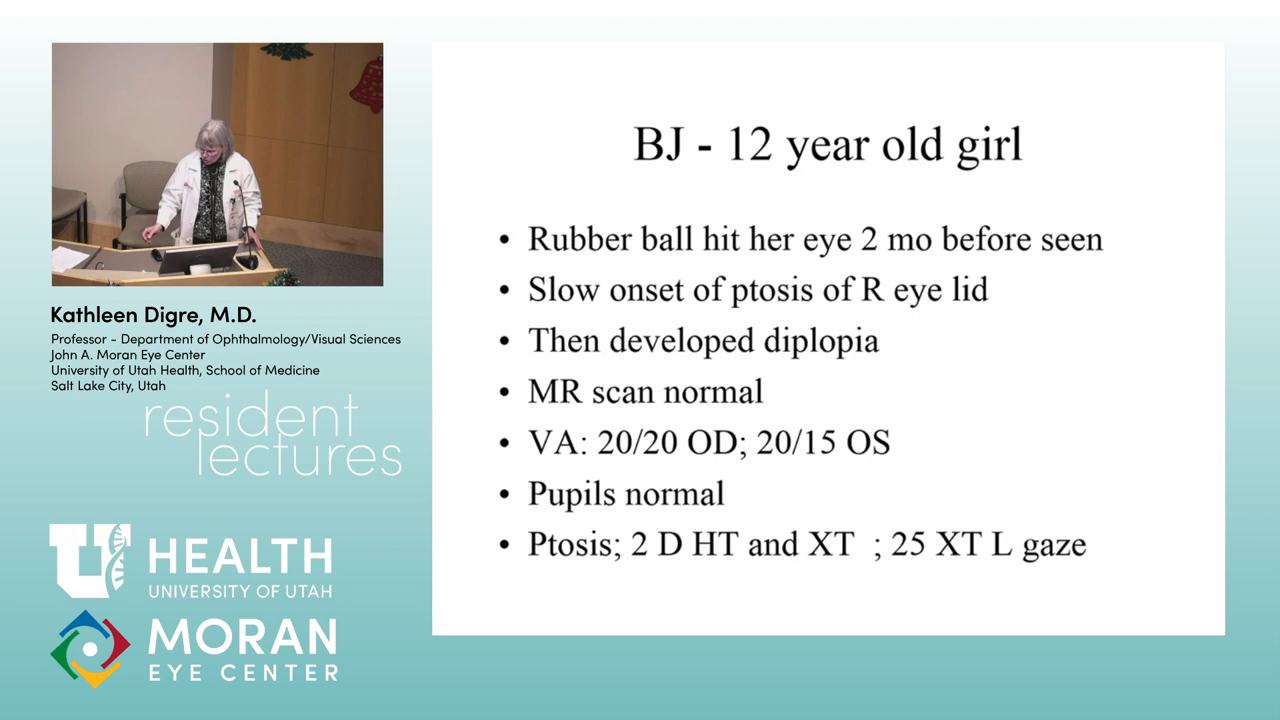 Kathleen Digre, M.D.
Professor - Department of Ophthalmology/Visual Sciences
John A. Moran Eye Center
University of Utah Health, School of Medicine
Salt Lake City, Utah
resident
lectures
U HEALTH
UNIVERSITY OF UTAH
MORAN
EYE CENTER
BJ - 12 year old girl
• Rubber ball hit her eye 2 mo before seen
• Slow onset of ptosis of R eye lid
• Then developed diplopia
• MR scan normal
• VA: 20/20 OD; 20/15 OS
• Pupils normal
• Ptosis; 2 D HT and XT ; 25 XT L gaze